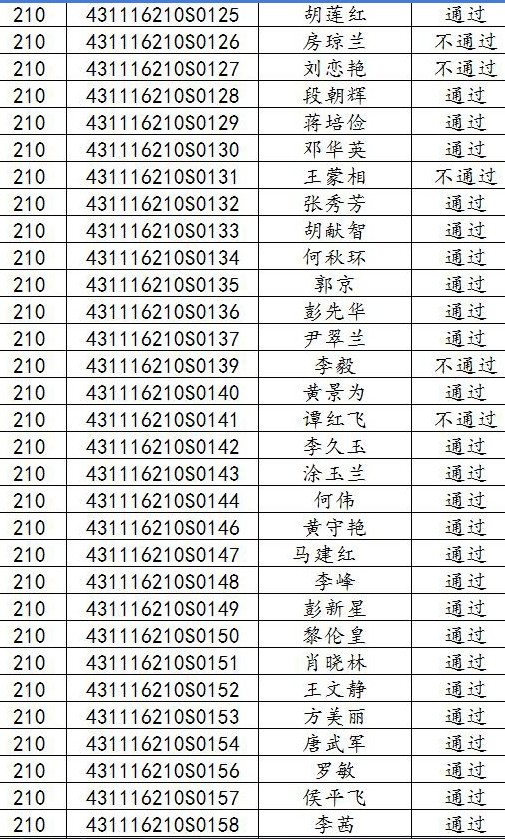 210 431116210S0125 胡莲红 通过
210 431116210S0126 房琼兰 不通过
210 431116210S0127 刘恋艳 不通过
210 431116210S0128 段朝辉 通过
210 431116210S0129 蒋培俭 通过
210 431116210S0130 邓华英 通过
210 431116210S0131 王蒙相 不通过
210 431116210S0132 张秀芳 通过
210 431116210S0133 胡献智 通过
210 431116210S0134 何秋环 通过
210 431116210S0135 郭京 通过
210 431116210S0136 彭先华 通过
210 431116210S0137 尹翠兰 通过
210 431116210S0139 李毅 不通过
210 431116210S0140 黄景为 通过
210 431116210S0141 谭红飞 不通过
210 431116210S0142 李久玉 通过
210 431116210S0143 涂玉兰 通过
210 431116210S0144 何伟 通过
210 431116210S0146 黄守艳 通过
210 431116210S0147 马建红 通过
210 431116210S0148 李峰 通过
210 431116210S0149 彭新星 通过
210 431116210S0150 黎伦皇 通过
210 431116210S0151 肖晓林 通过
210 431116210S0152 王文静 通过
210 431116210S0153 方美丽 通过
210 431116210S0154 唐武军 通过
210 431116210S0156 罗敏 通过
210 431116210S0157 侯平飞 通过
210 431116210S0158 李茜 通过